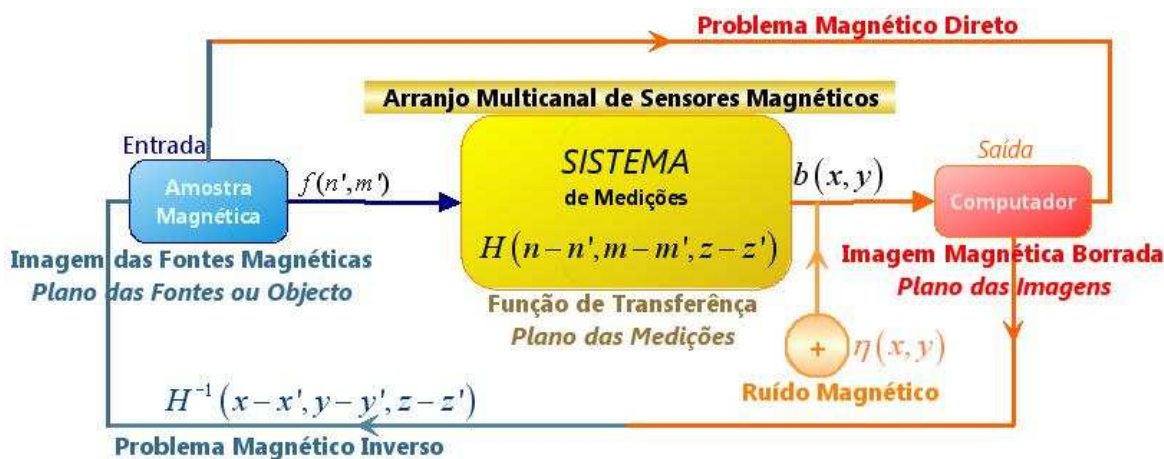 Problema Magnético Direto
Arranjo Multicanal de Sensores Magnéticos
Entrada
Amostra
Magnética
f(n',m')
SISTEMA
de Medições
H(n-n',m-m',z-z')
b(x,y)
Saída
Computador
Imagem das Fontes Magnéticas
Plano das Fontes ou Objecto
Função de Transferênça
Plano das Medições
Imagem Magnética Borrada
Plano das Imagens
+ η(x,y)
Ruído Magnético
H⁻¹(x-x',y-y',z-z')
Problema Magnético Inverso